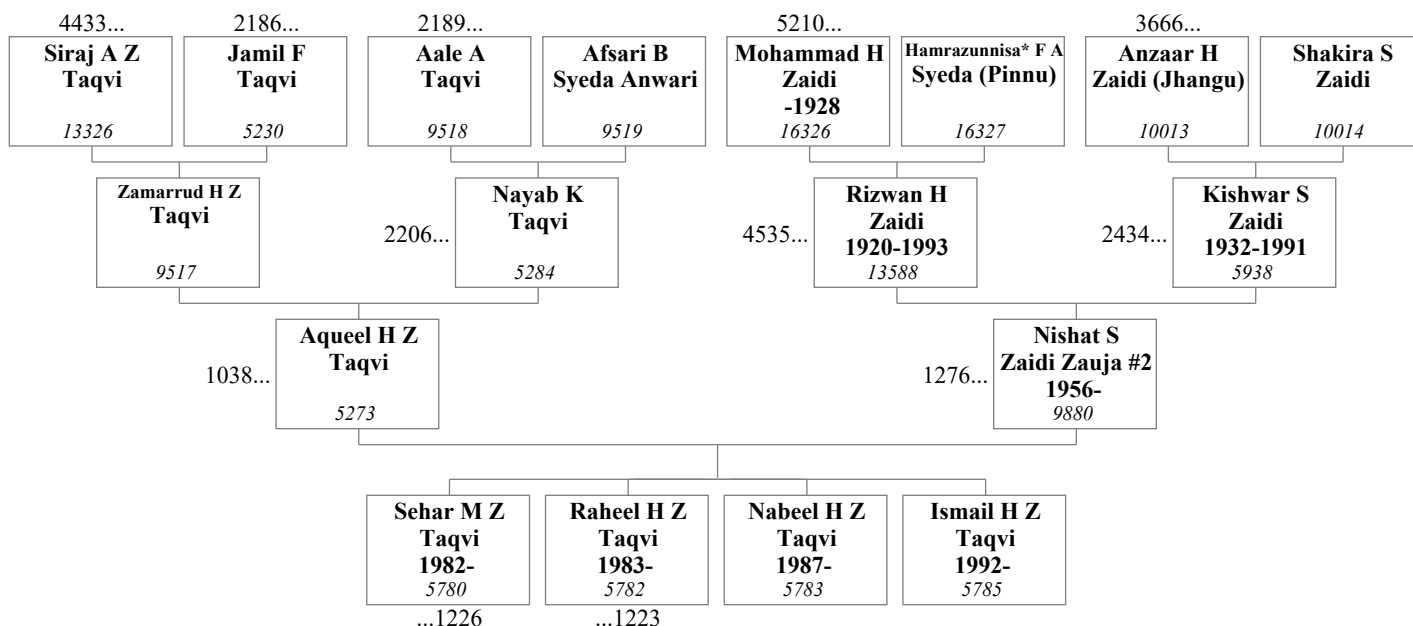 4433...
2186...
2189...
5210...
3666...
Siraj A Z
Taqvi
13326
Jamil F
Taqvi
5230
Aale A
Taqvi
9518
Afsari B
Syeda Anwari
9519
Mohammad H
Zaidi
-1928
16326
Hamrazunnisa* F A
Syeda (Pinnu)
16327
Anzaar H
Zaidi (Jhangu)
10013
Shakira S
Zaidi
10014
Zamarrud H Z
Taqvi
9517
2206...
Nayab K
Taqvi
5284
4535...
Rizwan H
Zaidi
1920-1993
13588
2434...
Kishwar S
Zaidi
1932-1991
5938
1038...
Aqueel H Z
Taqvi
5273
1276...
Nishat S
Zaidi Zauja #2
1956-
9880
Sehar M Z
Taqvi
1982-
5780
...1226
Raheel H Z
Taqvi
1983-
5782
...1223
Nabeel H Z
Taqvi
1987-
5783
Ismail H Z
Taqvi
1992-
5785